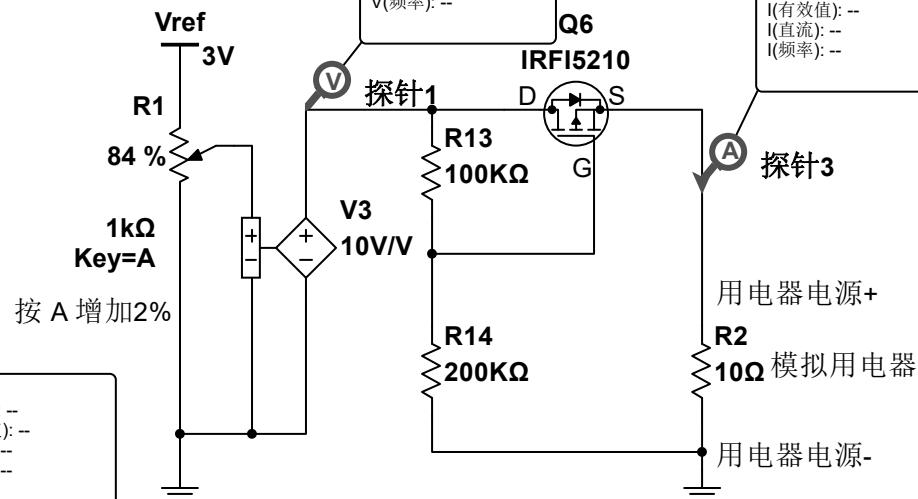 V(频率): --
I(有效值): --
I(直流): --
I(频率): --
Vref
3V
Q6
IRFI5210
V
探针1
D
S
G
A
探针3
R1
84 %
1kΩ
Key=A
按 A 增加2%
R13
100KΩ
V3
10V/V
R14
200KΩ
用电器电源+
R2
10Ω
模拟用电器
用电器电源-
--
): --
--
--